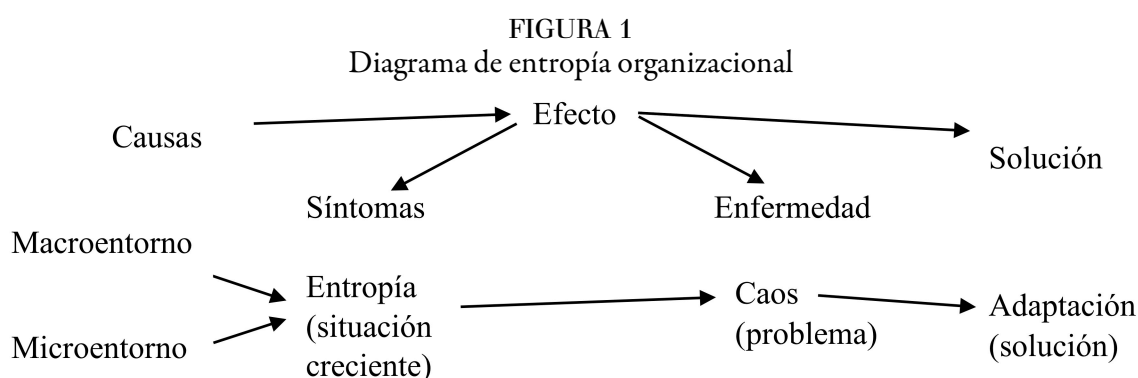 FIGURA 1
Diagrama de entropía organizacional
Efecto
Causas
Solución
Síntomas
Enfermedad
Macroentorno
Entropía
(situación
creciente)
Caos
(problema)
Adaptación
(solución)
Microentorno